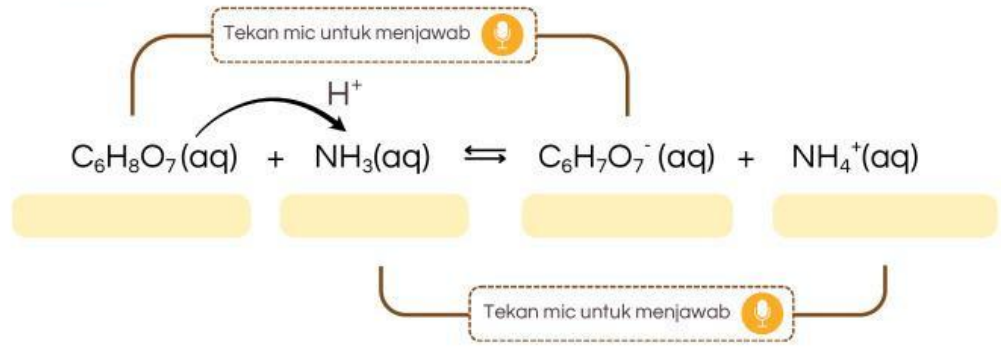 Tekan mic untuk menjawab
H⁺
C₆H₈O₇(aq) + NH₃(aq) ⇆ C₆H₇O₇⁻ (aq) + NH₄⁺(aq)
Tekan mic untuk menjawab